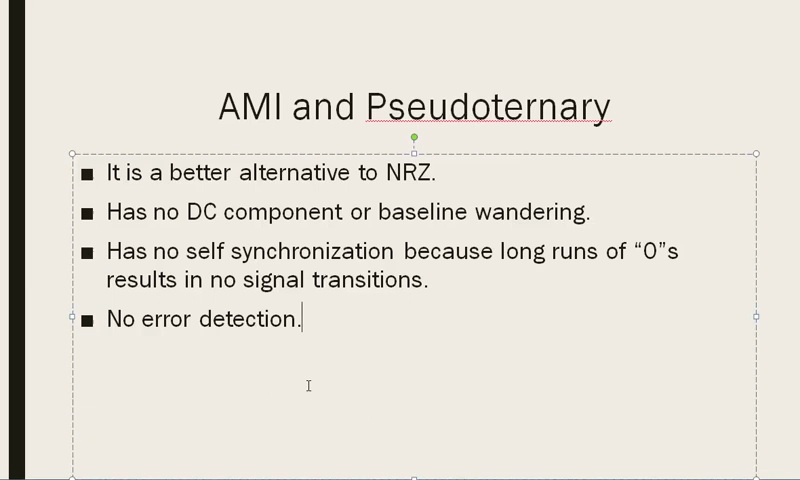 AMI and Pseudoternary
■ It is a better alternative to NRZ.
■ Has no DC component or baseline wandering.
■ Has no self synchronization because long runs of “0”s
results in no signal transitions.
■ No error detection.